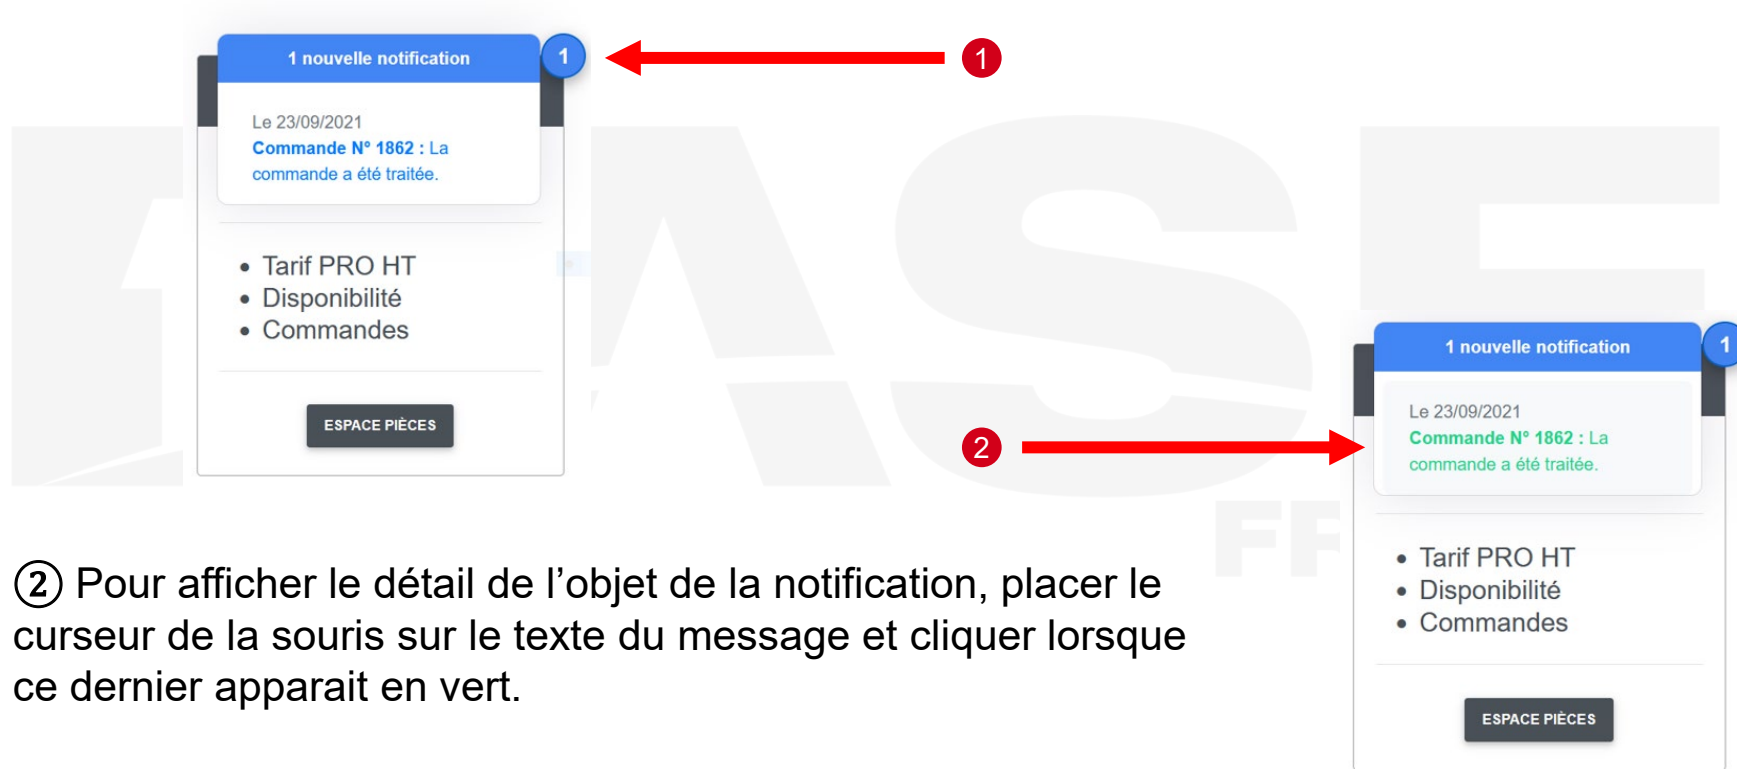 1 nouvelle notification
1
1
Le 23/09/2021
Commande N° 1862 : La
commande a été traitée.
• Tarif PRO HT
• Disponibilité
• Commandes
ESPACE PIÈCES
2
1 nouvelle notification
1
Le 23/09/2021
Commande N° 1862 : La
commande a été traitée.
• Tarif PRO HT
• Disponibilité
• Commandes
ESPACE PIÈCES
② Pour afficher le détail de l’objet de la notification, placer le
curseur de la souris sur le texte du message et cliquer lorsque
ce dernier apparait en vert.